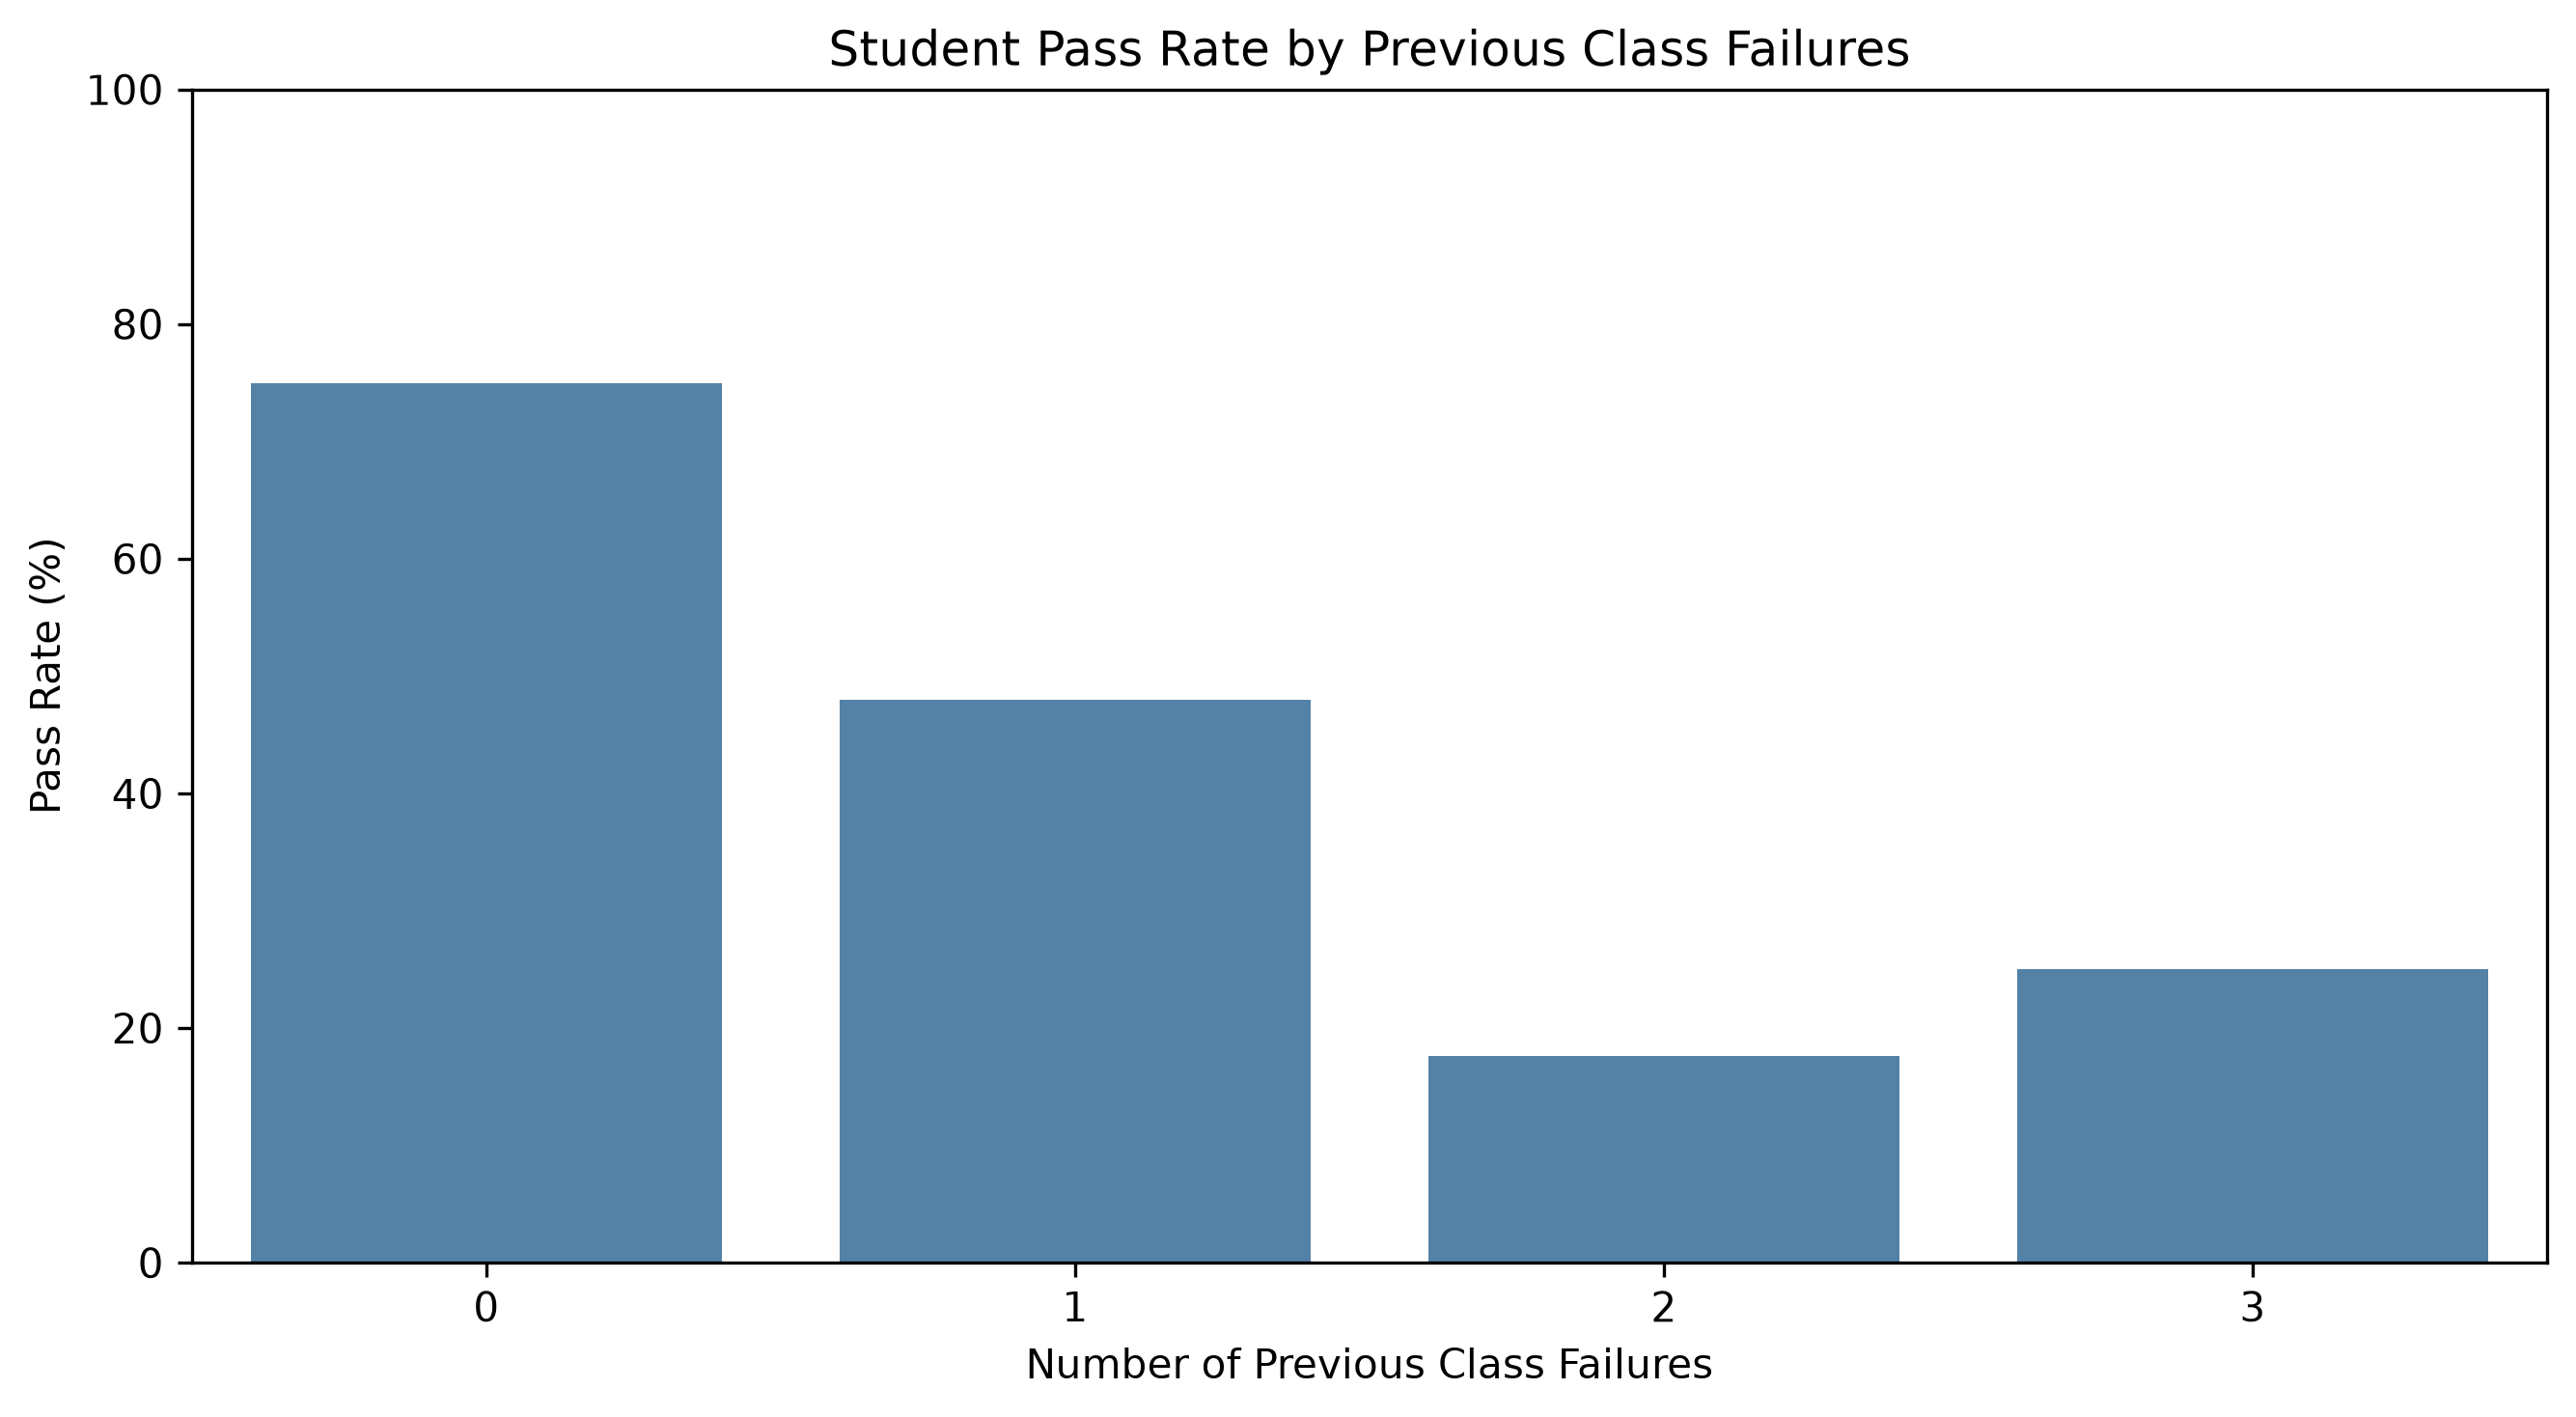 Student Pass Rate by Previous Class Failures
100
80
60
40
20
0
Pass Rate (%)
0 1 2 3
Number of Previous Class Failures